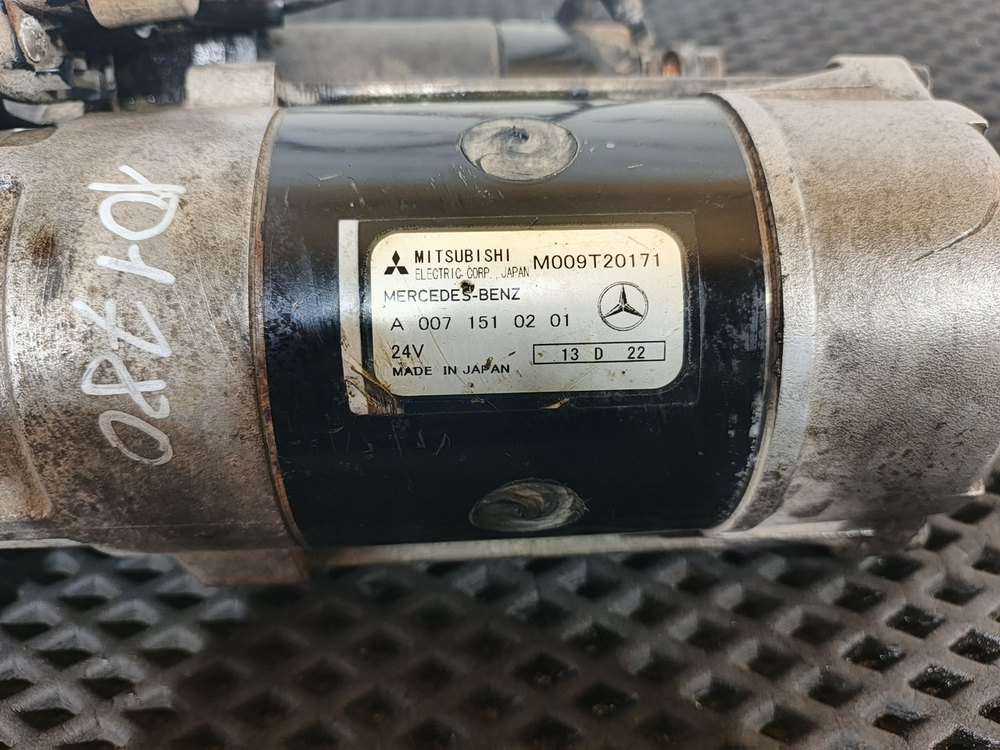 MITSUBISHI
ELECTRIC CORP., JAPAN
M009T20171
MERCEDES-BENZ
A 007 151 02 01
24V
13 D 22
MADE IN JAPAN